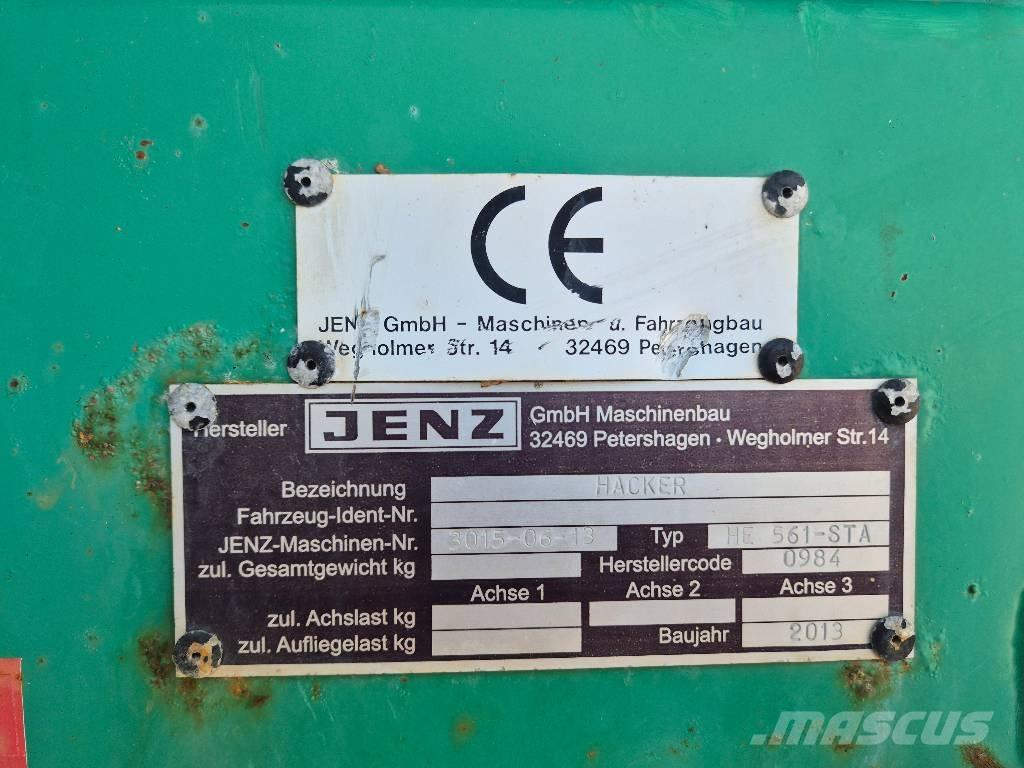 CE
GmbH - Maschinen- u. Fahrzeugbau
Wegholmer Str. 14 - 32469 Petershagen
Hersteller JENZ GmbH Maschinenbau
32469 Petershagen · Wegholmer Str.14
Bezeichnung HACKER
Fahrzeug-Ident-Nr.
JENZ-Maschinen-Nr. 3015-06-13 Typ HE 561-STA
zul. Gesamtgewicht kg Herstellercode 0984
Achse 1 Achse 2 Achse 3
zul. Achslast kg
zul. Aufliegelast kg Baujahr 2013
MASCUS